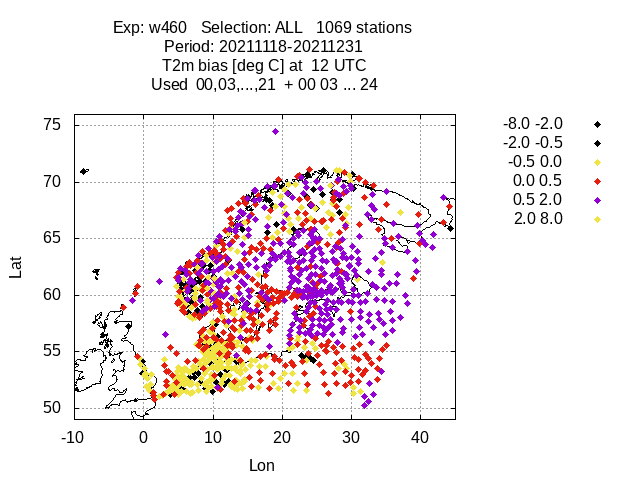 Exp: w460 Selection: ALL 1069 stations
Period: 20211118-20211231
T2m bias [deg C] at 12 UTC
Used 00,03,...,21 + 00 03 ... 24
-8.0 -2.0
-2.0 -0.5
-0.5 0.0
0.0 0.5
0.5 2.0
2.0 8.0
75
70
65
60
55
50
Lat
-10 0 10 20 30 40
Lon